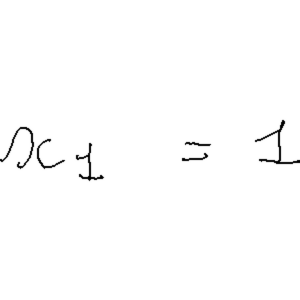 x₁ = 1